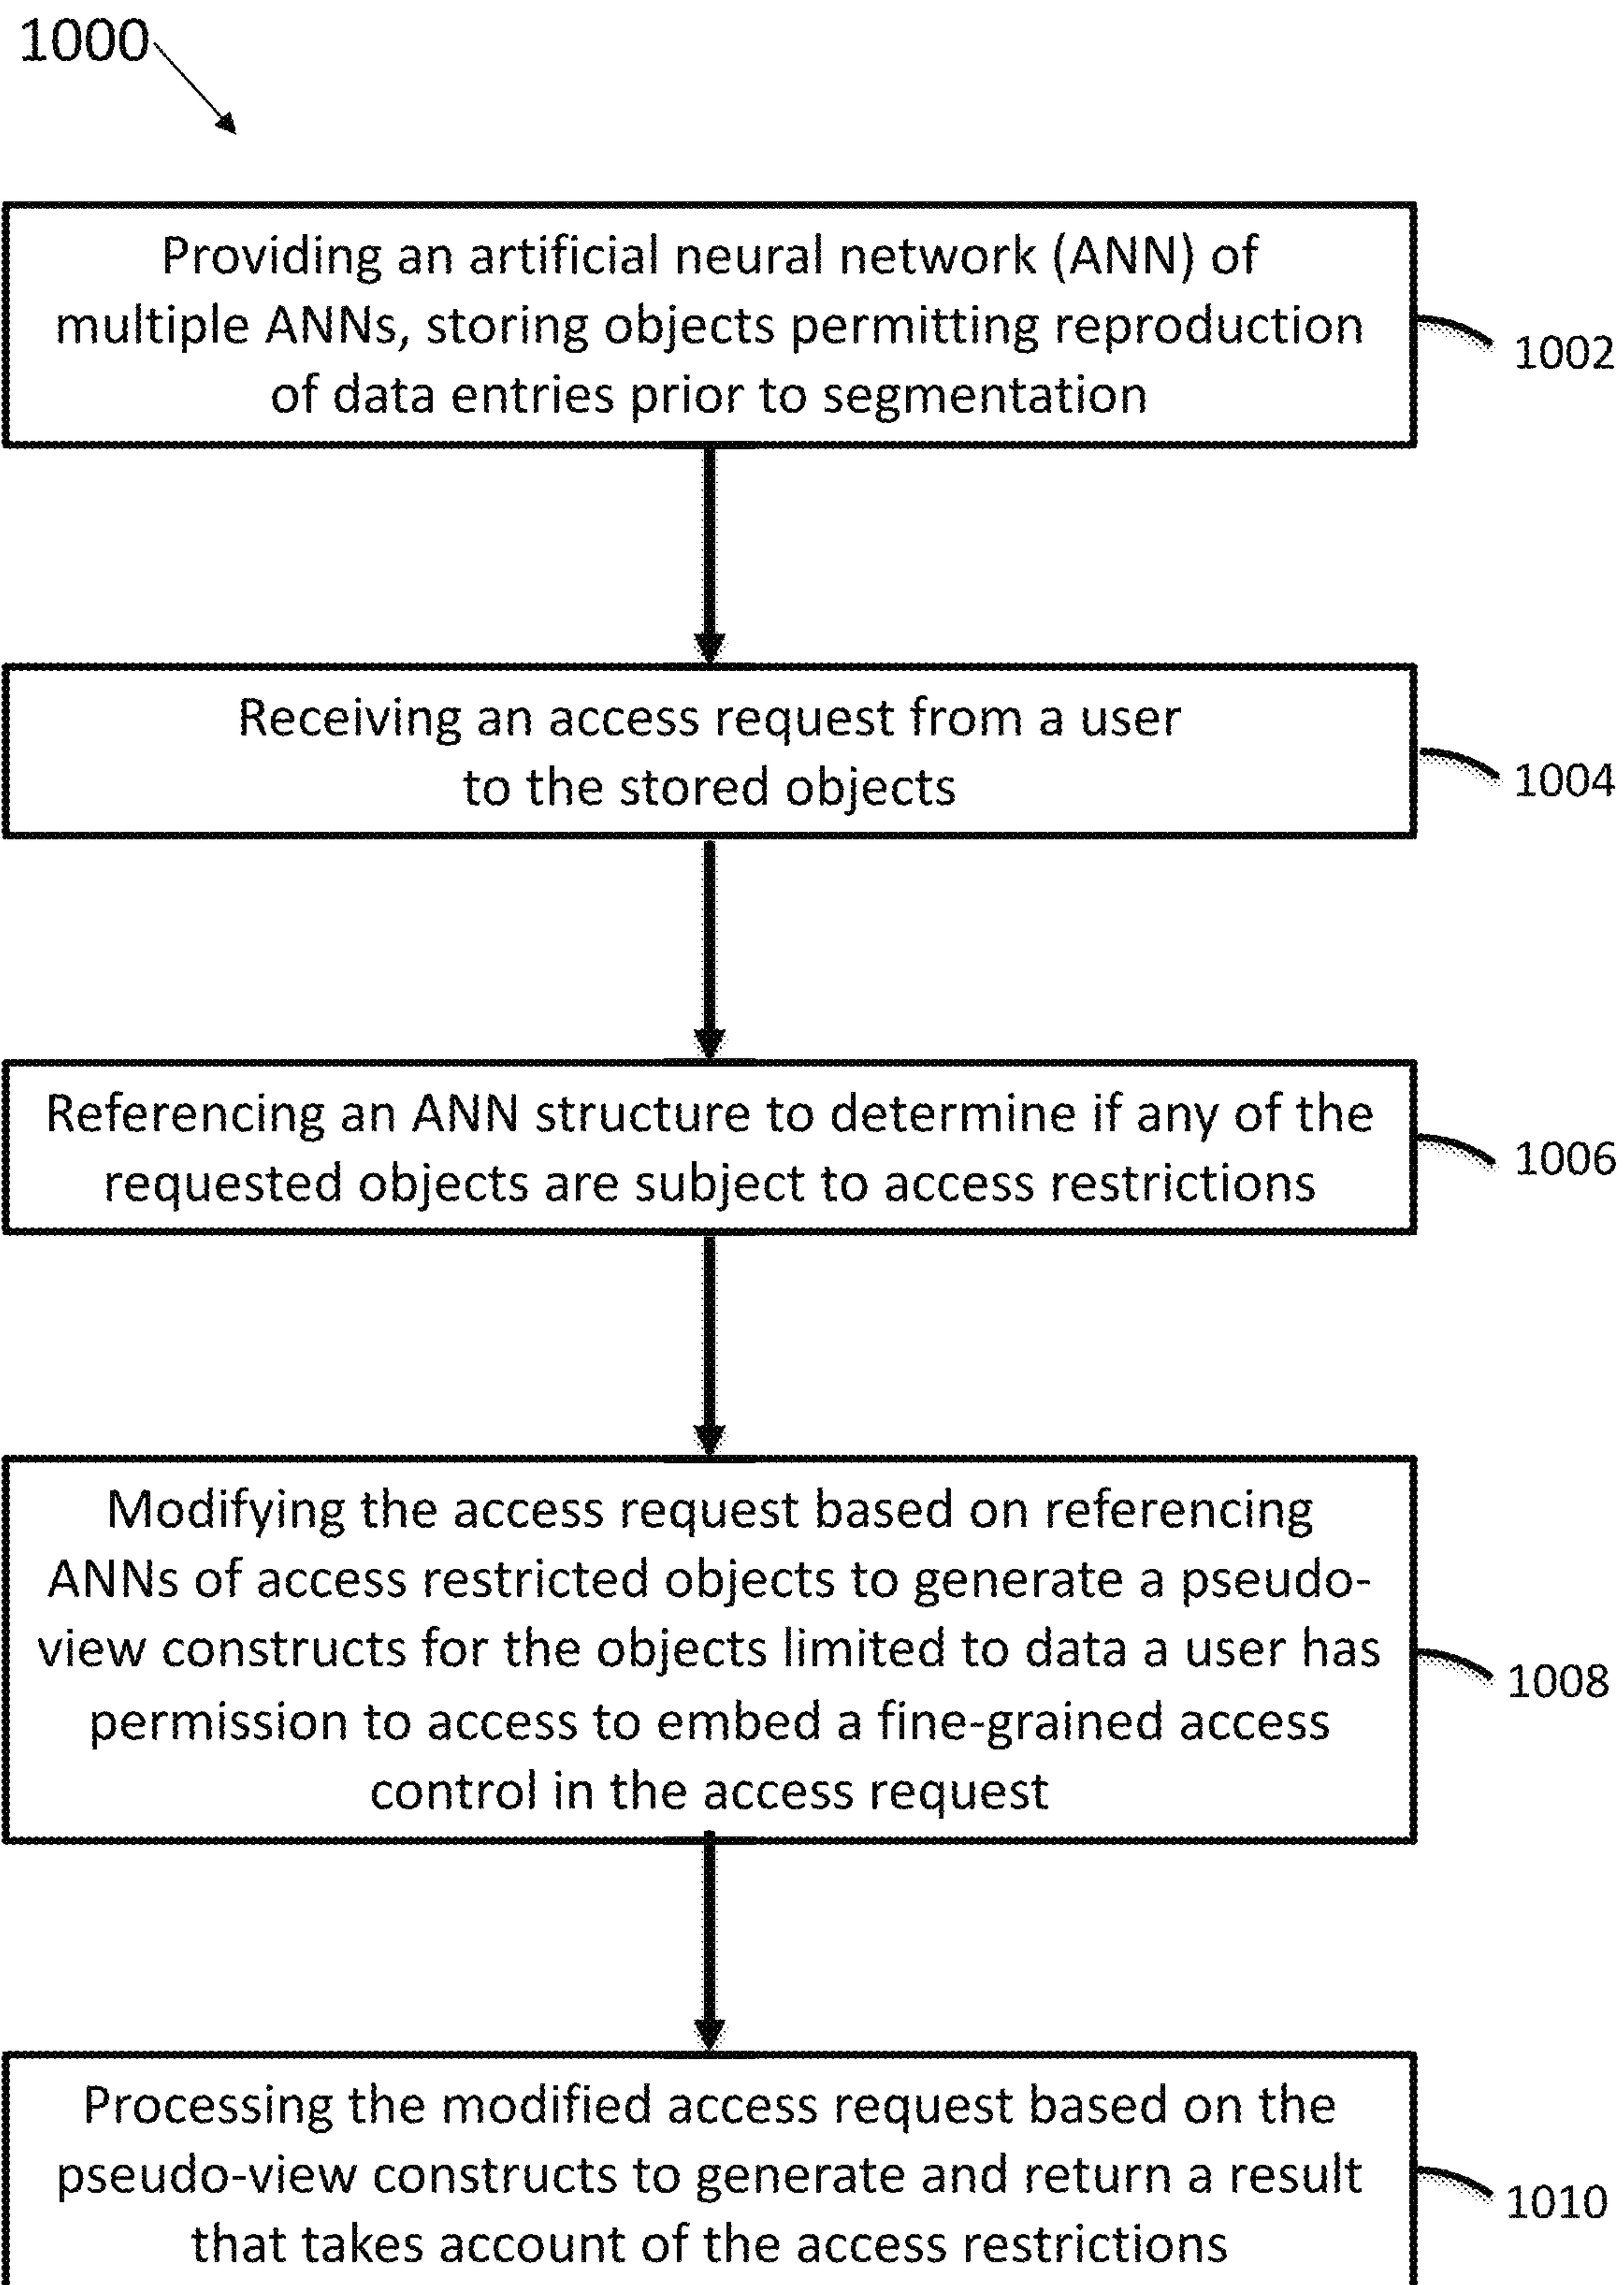 1000
Providing an artificial neural network (ANN) of
multiple ANNs, storing objects permitting reproduction
of data entries prior to segmentation
1002
Receiving an access request from a user
to the stored objects
1004
Referencing an ANN structure to determine if any of the
requested objects are subject to access restrictions
1006
Modifying the access request based on referencing
ANNs of access restricted objects to generate a pseudo-
view constructs for the objects limited to data a user has
permission to access to embed a fine-grained access
control in the access request
1008
Processing the modified access request based on the
pseudo-view constructs to generate and return a result
that takes account of the access restrictions
1010